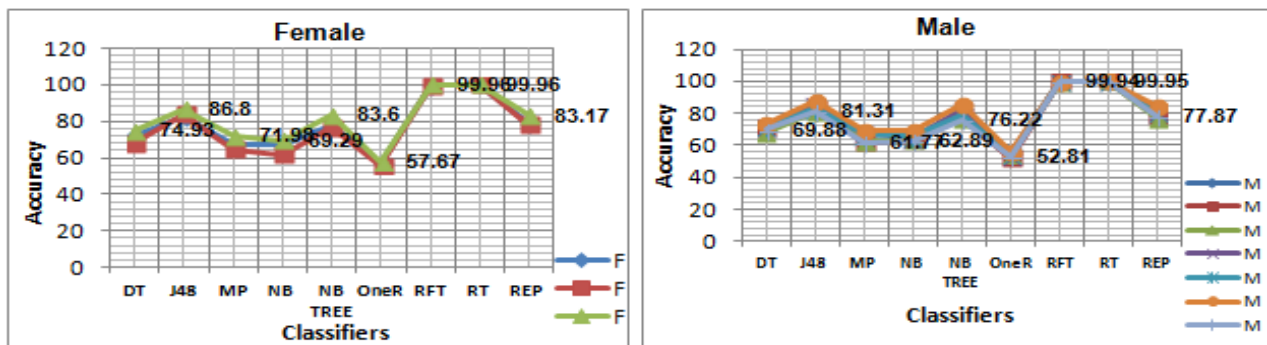 Female
120
100
80
60
40
20
0
Accuracy
74.93
86.8
71.98
69.29
83.6
57.67
99.96
99.96
83.17
DT J48 MP NB NB TREE OneR RFT RT REP
Classifiers
F
F
F
Male
120
100
80
60
40
20
0
Accuracy
69.88
81.31
61.77
62.89
76.22
52.81
99.94
99.95
77.87
DT J48 MP NB NB TREE OneR RFT RT REP
Classifiers
M
M
M
M
M
M
M